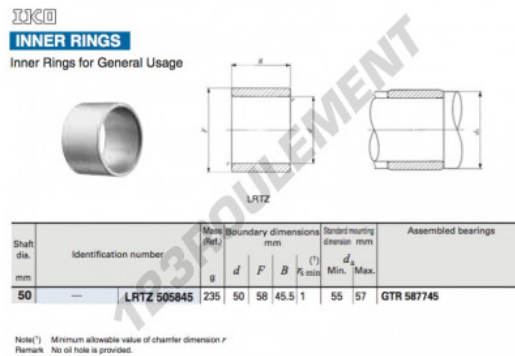 IKO
INNER RINGS
Inner Rings for General Usage
B
F
r
r
d
dₐ
LRTZ
123ROULEMENT
Shaft dia. mm
Identification number
Mass (Ref.) g
Boundary dimensions mm
d F B rₛ min (¹)
Standard mounting dimension mm
dₐ
Min. Max.
Assembled bearings
50 — LRTZ 505845 235 50 58 45.5 1 55 57 GTR 587745
Note(¹) Minimum allowable value of chamfer dimension r
Remark No oil hole is provided.